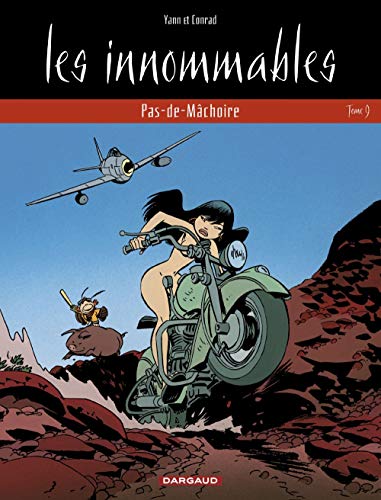 Yann et Conrad
les innommables
Pas-de-Mâchoire
Tome 9
DARGAUD